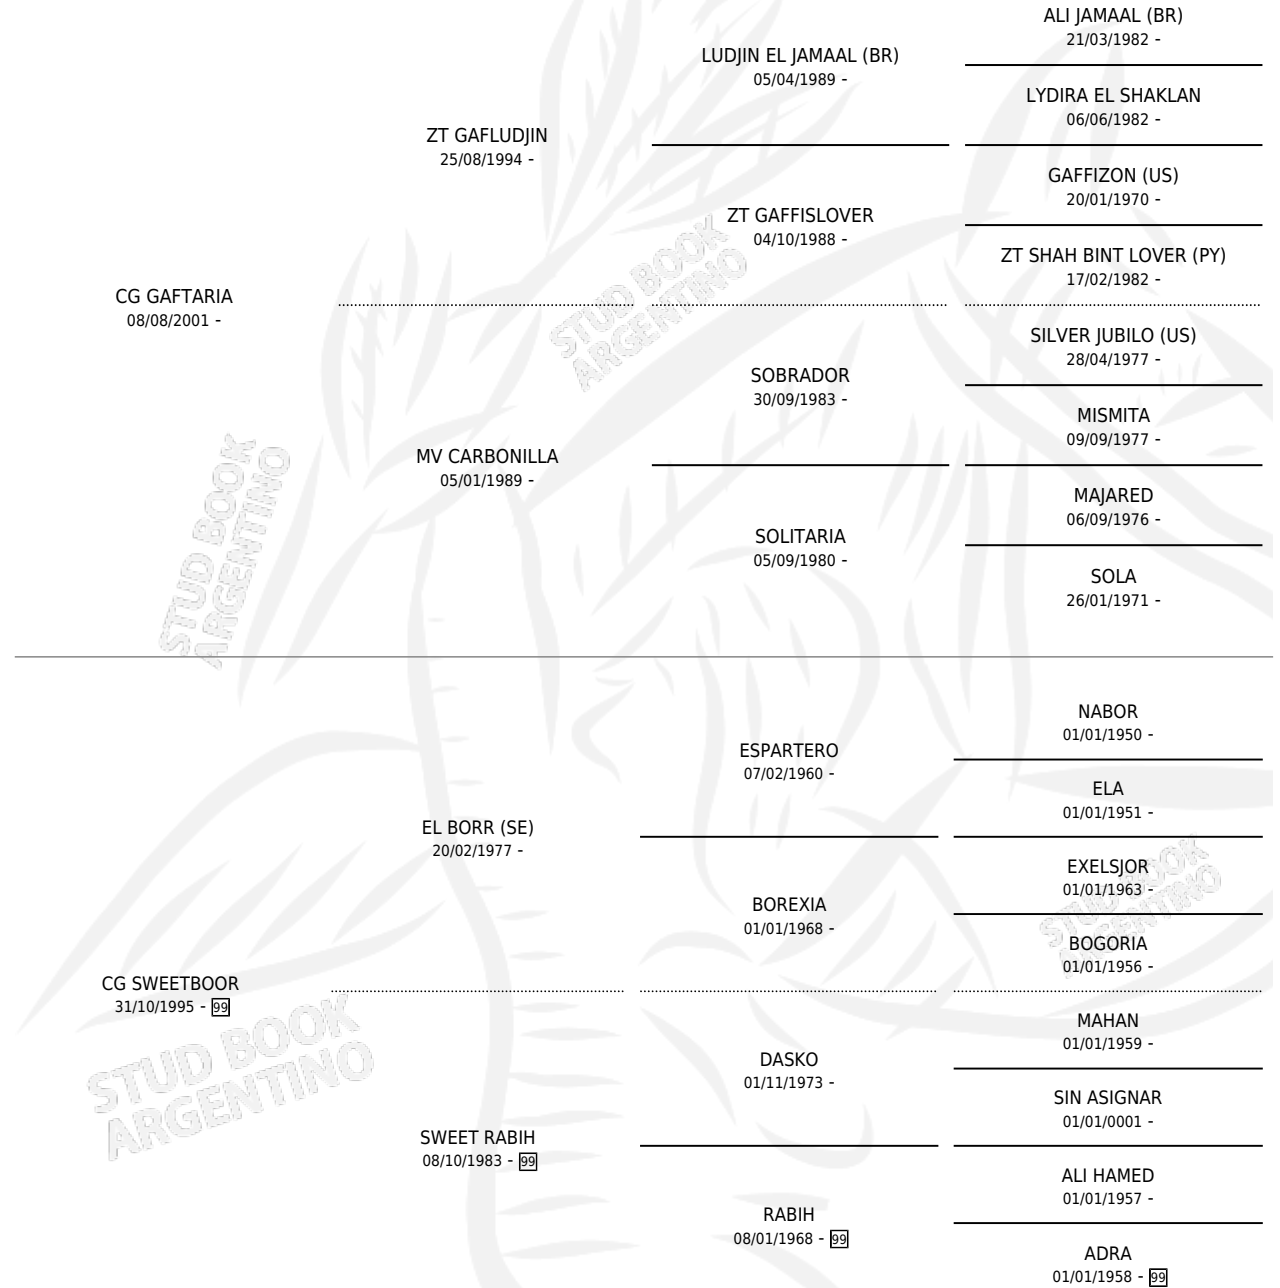 ALI JAMAAL (BR)
21/03/1982 -
LUDJIN EL JAMAAL (BR)
05/04/1989 -
LYDIRA EL SHAKLAN
06/06/1982 -
ZT GAFLUDJIN
25/08/1994 -
GAFFIZON (US)
20/01/1970 -
ZT GAFFISLOVER
04/10/1988 -
ZT SHAH BINT LOVER (PY)
17/02/1982 -
CG GAFTARIA
08/08/2001 -
STUD BOOK
ARGENTINO
SILVER JUBILO (US)
28/04/1977 -
SOBRADOR
30/09/1983 -
MISMITA
09/09/1977 -
MV CARBONILLA
05/01/1989 -
MAJARED
06/09/1976 -
SOLITARIA
05/09/1980 -
SOLA
26/01/1971 -
STUD BOOK
ARGENTINO
NABOR
01/01/1950 -
ESPARTERO
07/02/1960 -
ELA
01/01/1951 -
EL BORR (SE)
20/02/1977 -
EXELSJOR
01/01/1963 -
BOREXIA
01/01/1968 -
STUD BOOK
ARGENTINO
BOGORIA
01/01/1956 -
CG SWEETBOOR
31/10/1995 - 99
STUD BOOK
ARGENTINO
MAHAN
01/01/1959 -
DASKO
01/11/1973 -
SIN ASIGNAR
01/01/0001 -
SWEET RABIH
08/10/1983 - 99
ALI HAMED
01/01/1957 -
RABIH
08/01/1968 - 99
ADRA
01/01/1958 - 99